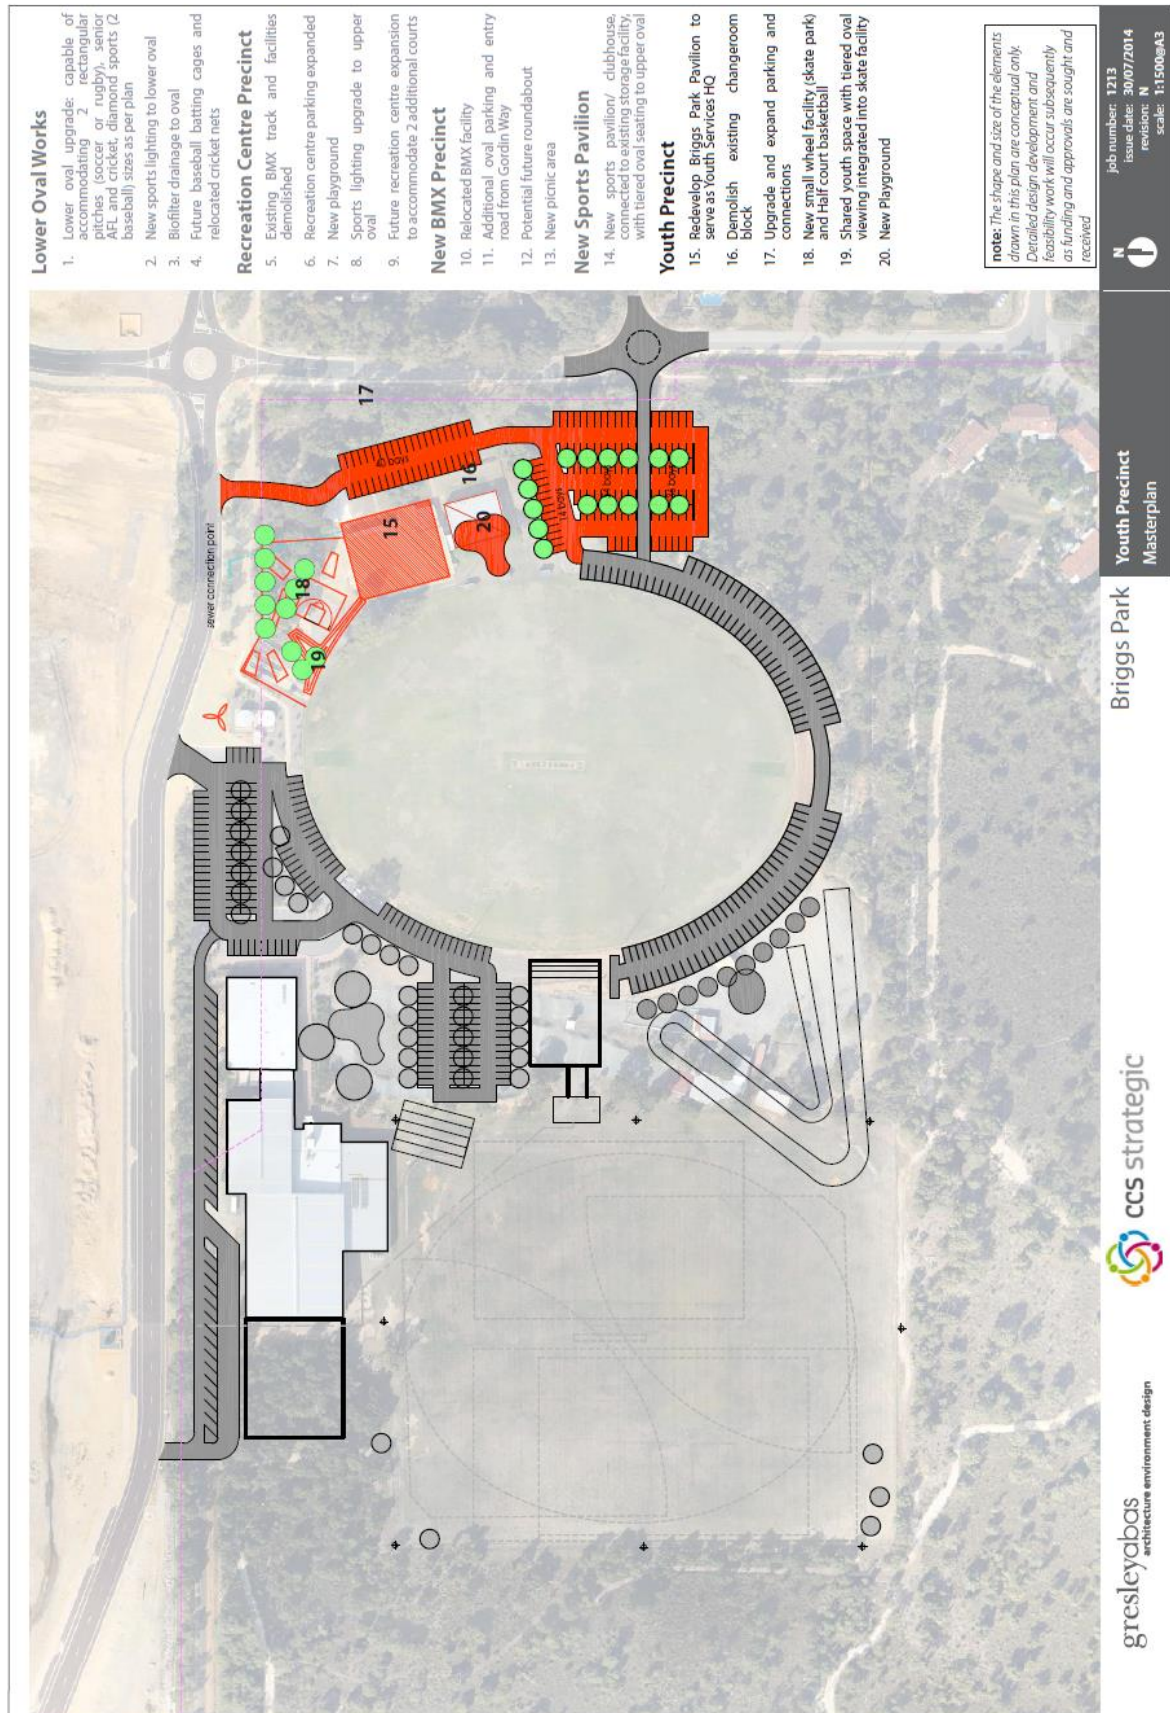 Lower Oval Works
1. Lower oval upgrade: capable of
accommodating 2 rectangular
pitches (soccer or rugby), senior
AFL and cricket, diamond sports (2
baseball) sizes as per plan
2. New sports lighting to lower oval
3. Biofilter drainage to oval
4. Future baseball batting cages and
relocated cricket nets
Recreation Centre Precinct
5. Existing BMX track and facilities
demolished
6. Recreation centre parking expanded
7. New playground
8. Sports lighting upgrade to upper
oval
9. Future recreation centre expansion
to accommodate 2 additional courts
New BMX Precinct
10. Relocated BMX facility
11. Additional oval parking and entry
road from Gordin Way
12. Potential future roundabout
13. New picnic area
New Sports Pavilion
14. New sports pavilion/ clubhouse,
connected to existing storage facility,
with tiered oval seating to upper oval
Youth Precinct
15. Redevelop Briggs Park Pavilion to
serve as Youth Services HQ
16. Demolish existing changeroom
block
17. Upgrade and expand parking and
connections
18. New small wheel facility (skate park)
and Half court basketball
19. Shared youth space with tiered oval
viewing integrated into skate facility
20. New Playground
note: The shape and size of the elements
drawn in this plan are conceptual only.
Detailed design development and
feasibility work will occur subsequently
as funding and approvals are sought and
received
sewer connection point
17
16
15
20
18
19
14 bays
gresleyabas
architecture environment design
ccs strategic
Briggs Park
Youth Precinct
Masterplan
N
job number: 1213
issue date: 30/07/2014
revision: N
scale: 1:1500@A3